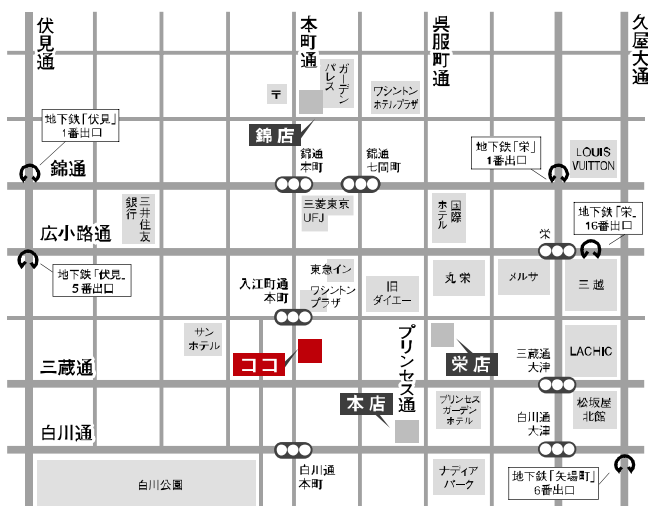 伏見通
本町通
呉服町通
久屋大通
ガーデン
パレス
〒
ワシントン
ホテルプラザ
地下鉄「伏見」
1番出口
錦店
地下鉄「栄」
1番出口
LOUIS
VUITTON
錦通
錦通
本町
錦通
七間町
三井住友
銀行
三菱東京
UFJ
国際
ホテル
地下鉄「栄」
16番出口
広小路通
栄
地下鉄「伏見」
5番出口
入江町通
本町
東急イン
ワシントン
プラザ
旧
ダイエー
丸栄
メルサ
三越
サン
ホテル
ココ
プリンセス通
栄店
三蔵通
大津
LACHIC
三蔵通
本店
プリンセス
ガーデン
ホテル
白川通
大津
松坂屋
北館
白川通
白川公園
白川通
本町
ナディア
パーク
地下鉄「矢場町」
6番出口